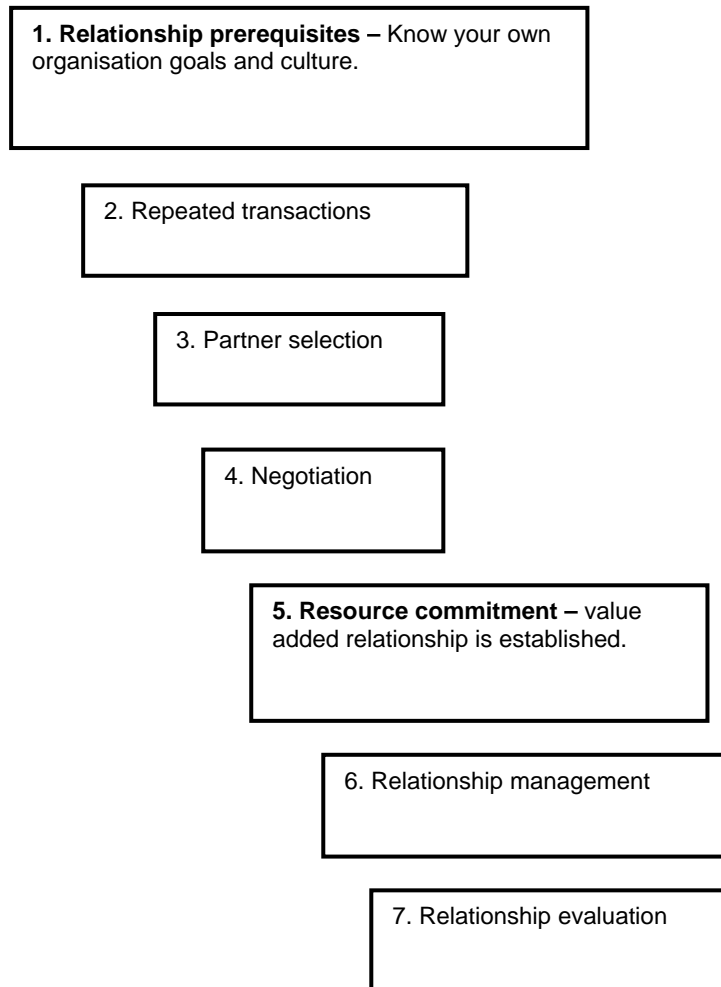 1. Relationship prerequisites – Know your own
organisation goals and culture.
2. Repeated transactions
3. Partner selection
4. Negotiation
5. Resource commitment – value
added relationship is established.
6. Relationship management
7. Relationship evaluation